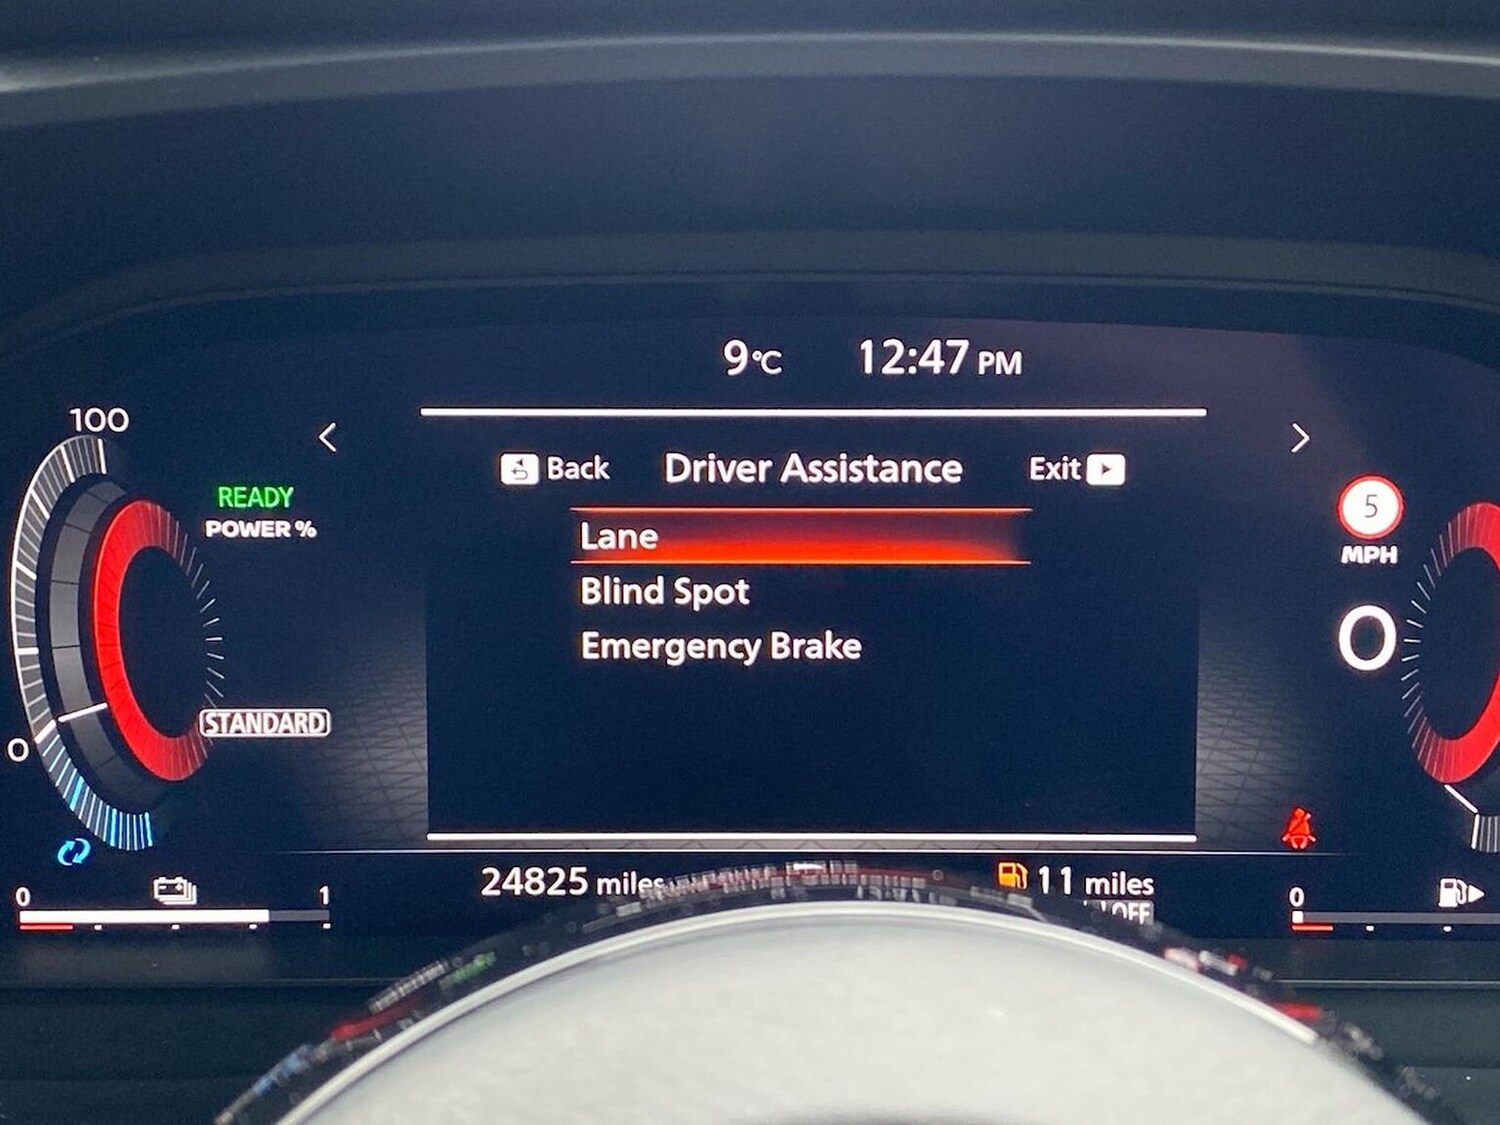 9°C 12:47 PM
100
Back Driver Assistance Exit
READY
POWER %
5
MPH
Lane
Blind Spot
Emergency Brake
0
STANDARD
0
24825 miles 11 miles
OFF
0 1
0